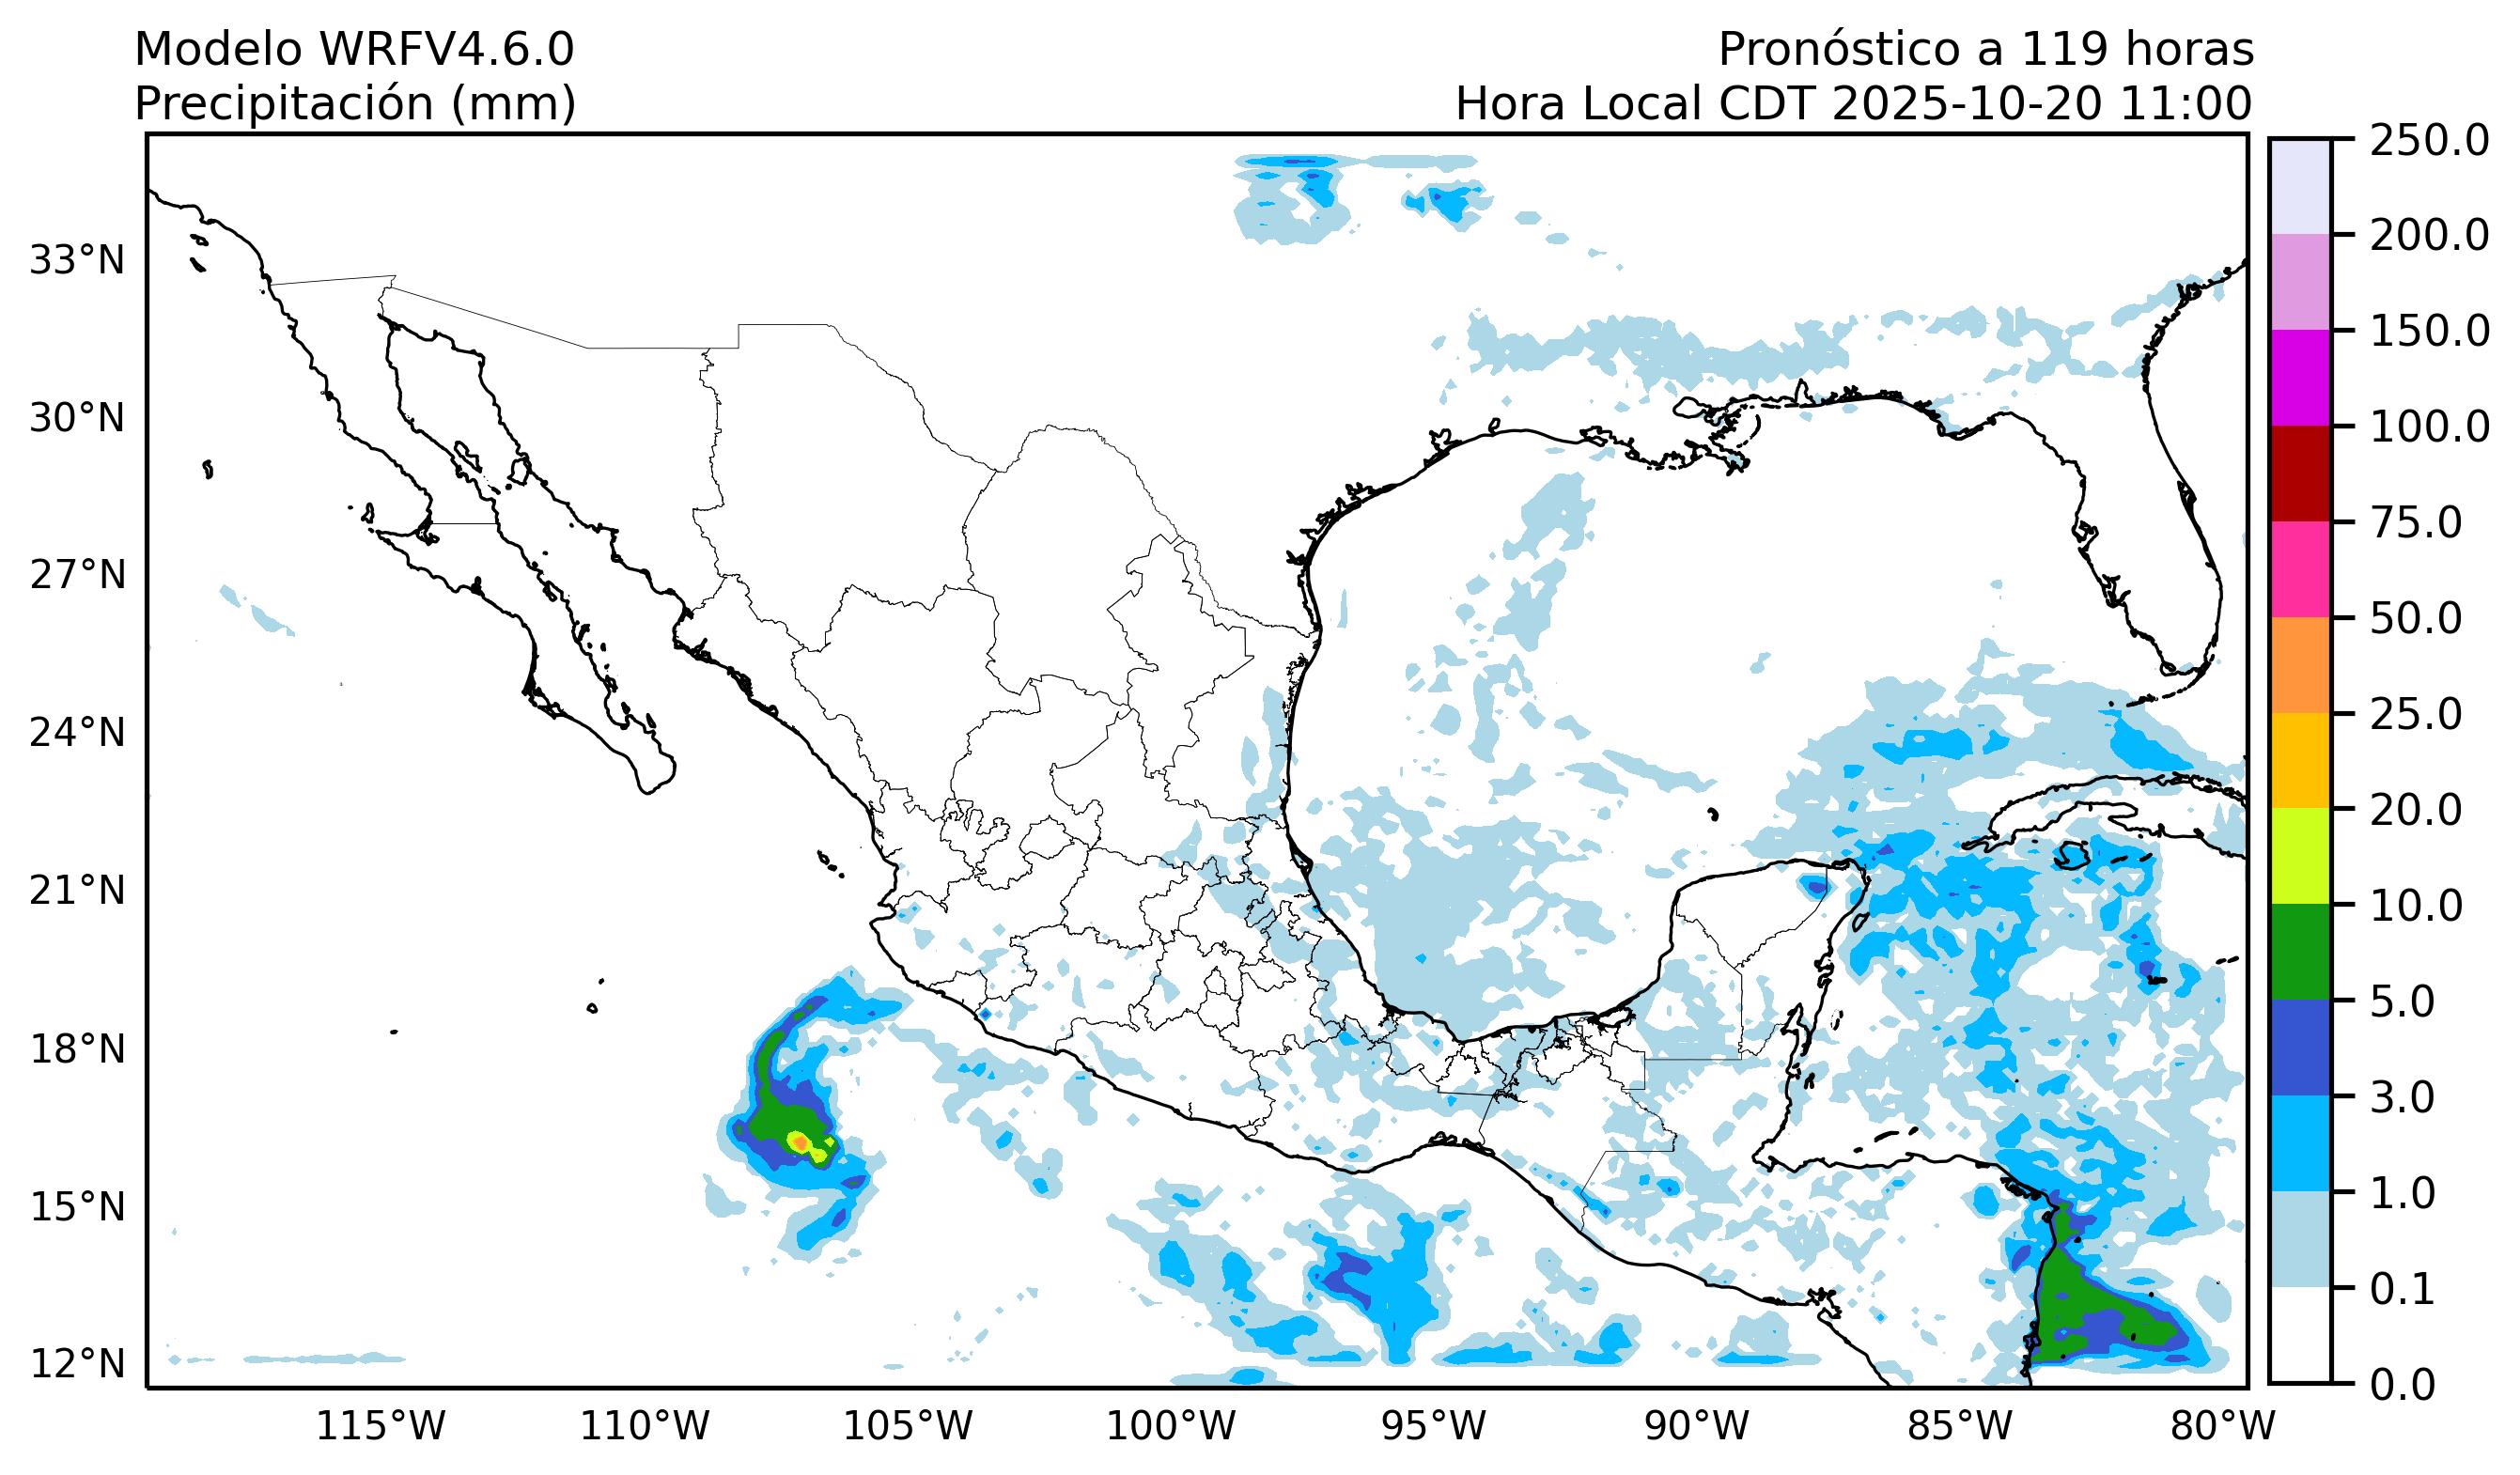 Modelo WRFV4.6.0
Precipitación (mm)
Pronóstico a 119 horas
Hora Local CDT 2025-10-20 11:00
33°N
30°N
27°N
24°N
21°N
18°N
15°N
12°N
115°W
110°W
105°W
100°W
95°W
90°W
85°W
80°W
250.0
200.0
150.0
100.0
75.0
50.0
25.0
20.0
10.0
5.0
3.0
1.0
0.1
0.0